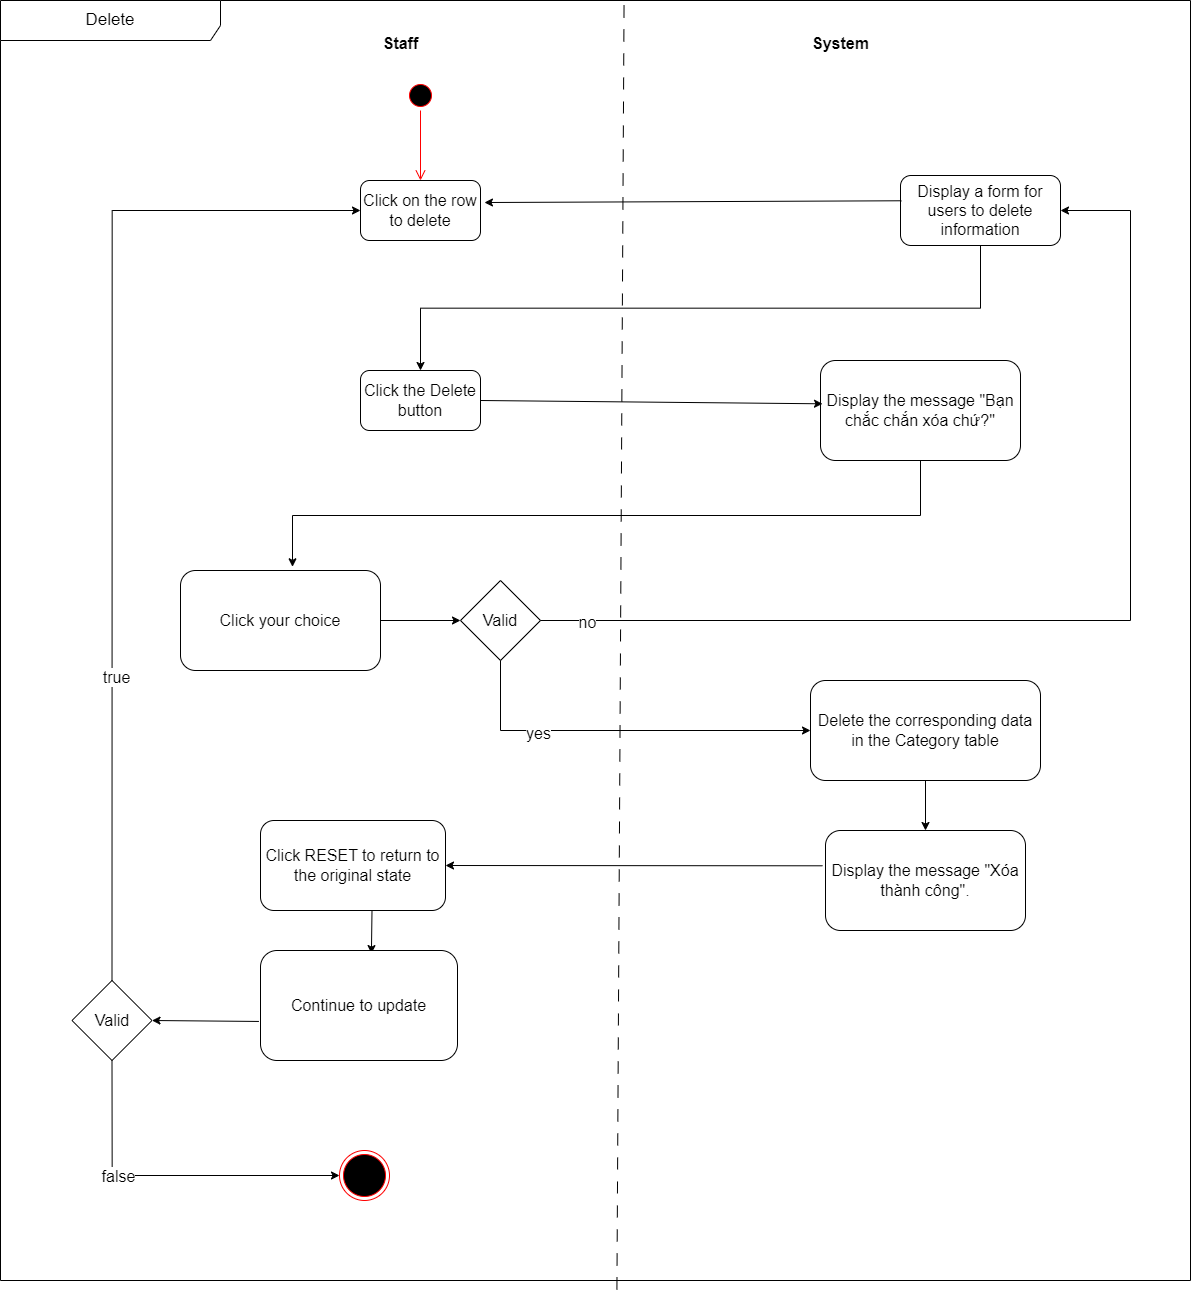 Delete
Staff
System
Click on the row
to delete
Display a form for
users to delete
information
Click the Delete
button
Display the message "Bạn
chắc chắn xóa chứ?"
Click your choice
Valid
no
true
yes
Delete the corresponding data
in the Category table
Click RESET to return to
the original state
Display the message "Xóa
thành công".
Continue to update
Valid
false